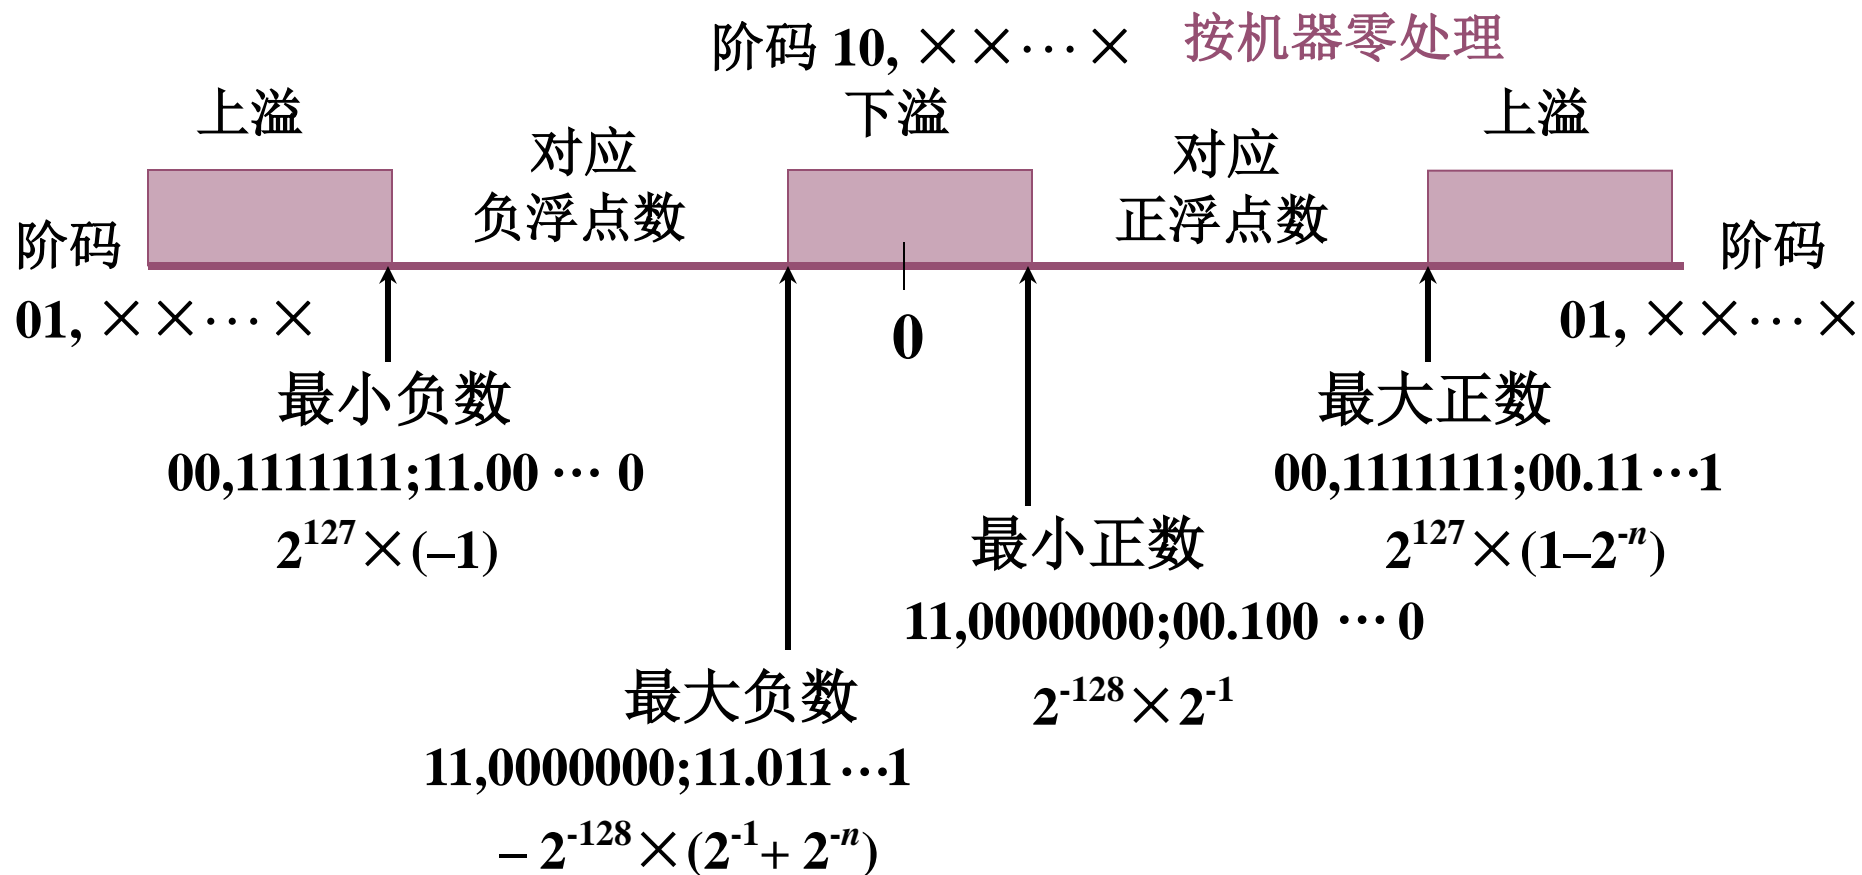 阶码 10, ××···× 按机器零处理
上溢 下溢 上溢
对应
负浮点数
对应
正浮点数
阶码
01, ××···×
阶码
01, ××···×
0
最小负数
00,1111111;11.00 ··· 0
2^127×(–1)
最大正数
00,1111111;00.11···1
2^127×(1–2^-n)
最小正数
11,0000000;00.100 ··· 0
2^-128×2^-1
最大负数
11,0000000;11.011···1
– 2^-128×(2^-1+ 2^-n)